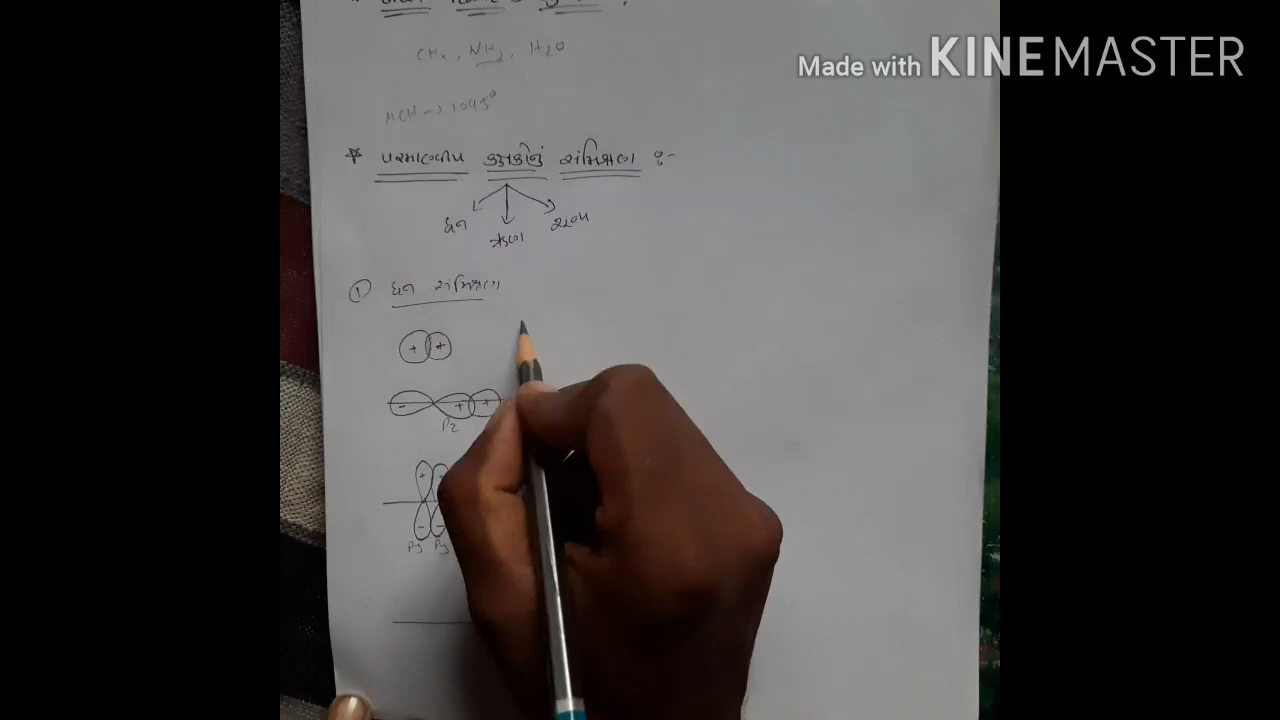 Made with KINEMASTER
CH4, NH3, H2O
HCH → 109.5°
* પરમાણ્વીય કક્ષકોનું સંમિશ્રણ :-
ધન
ઋણ
શૂન્ય
① ધન સંમિશ્રણ
+ +
- + +
Pz
+ +
- -
Py Py